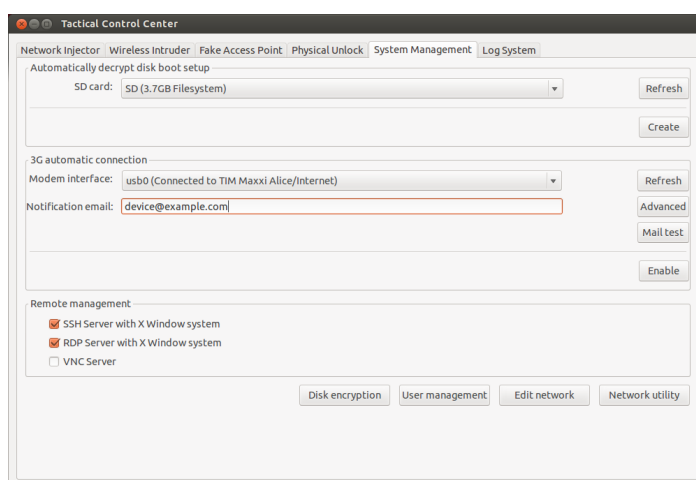 Tactical Control Center
Network Injector Wireless Intruder Fake Access Point Physical Unlock System Management Log System
Automatically decrypt disk boot setup
SD card: SD (3.7GB Filesystem) Refresh
Create
3G automatic connection
Modem interface: usb0 (Connected to TIM Maxxi Alice/Internet) Refresh
Notification email: device@example.com Advanced
Mail test
Enable
Remote management
SSH Server with X Window system
RDP Server with X Window system
VNC Server
Disk encryption User management Edit network Network utility